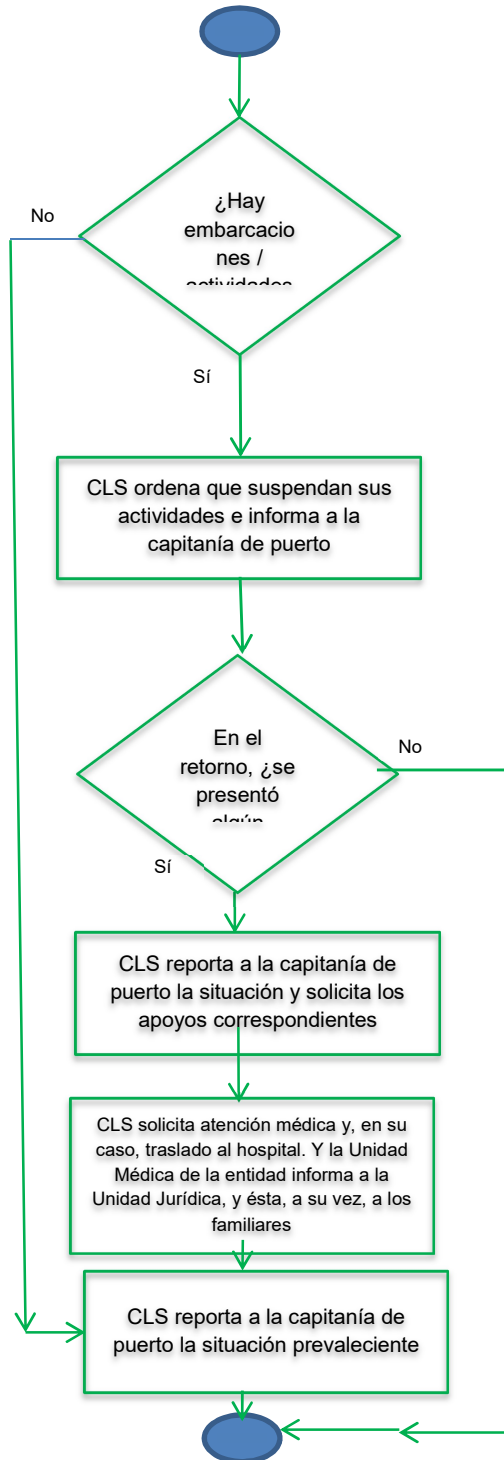 ¿Hay
No
embarcacio
nes /
actividades
Sí
CLS ordena que suspendan sus
actividades e informa a la
capitanía de puerto
En el
No
retorno, ¿se
presentó
algún
Sí
CLS reporta a la capitanía de
puerto la situación y solicita los
apoyos correspondientes
CLS solicita atención médica y, en su
caso, traslado al hospital. Y la Unidad
Médica de la entidad informa a la
Unidad Jurídica, y ésta, a su vez, a los
familiares
CLS reporta a la capitanía de
puerto la situación prevaleciente